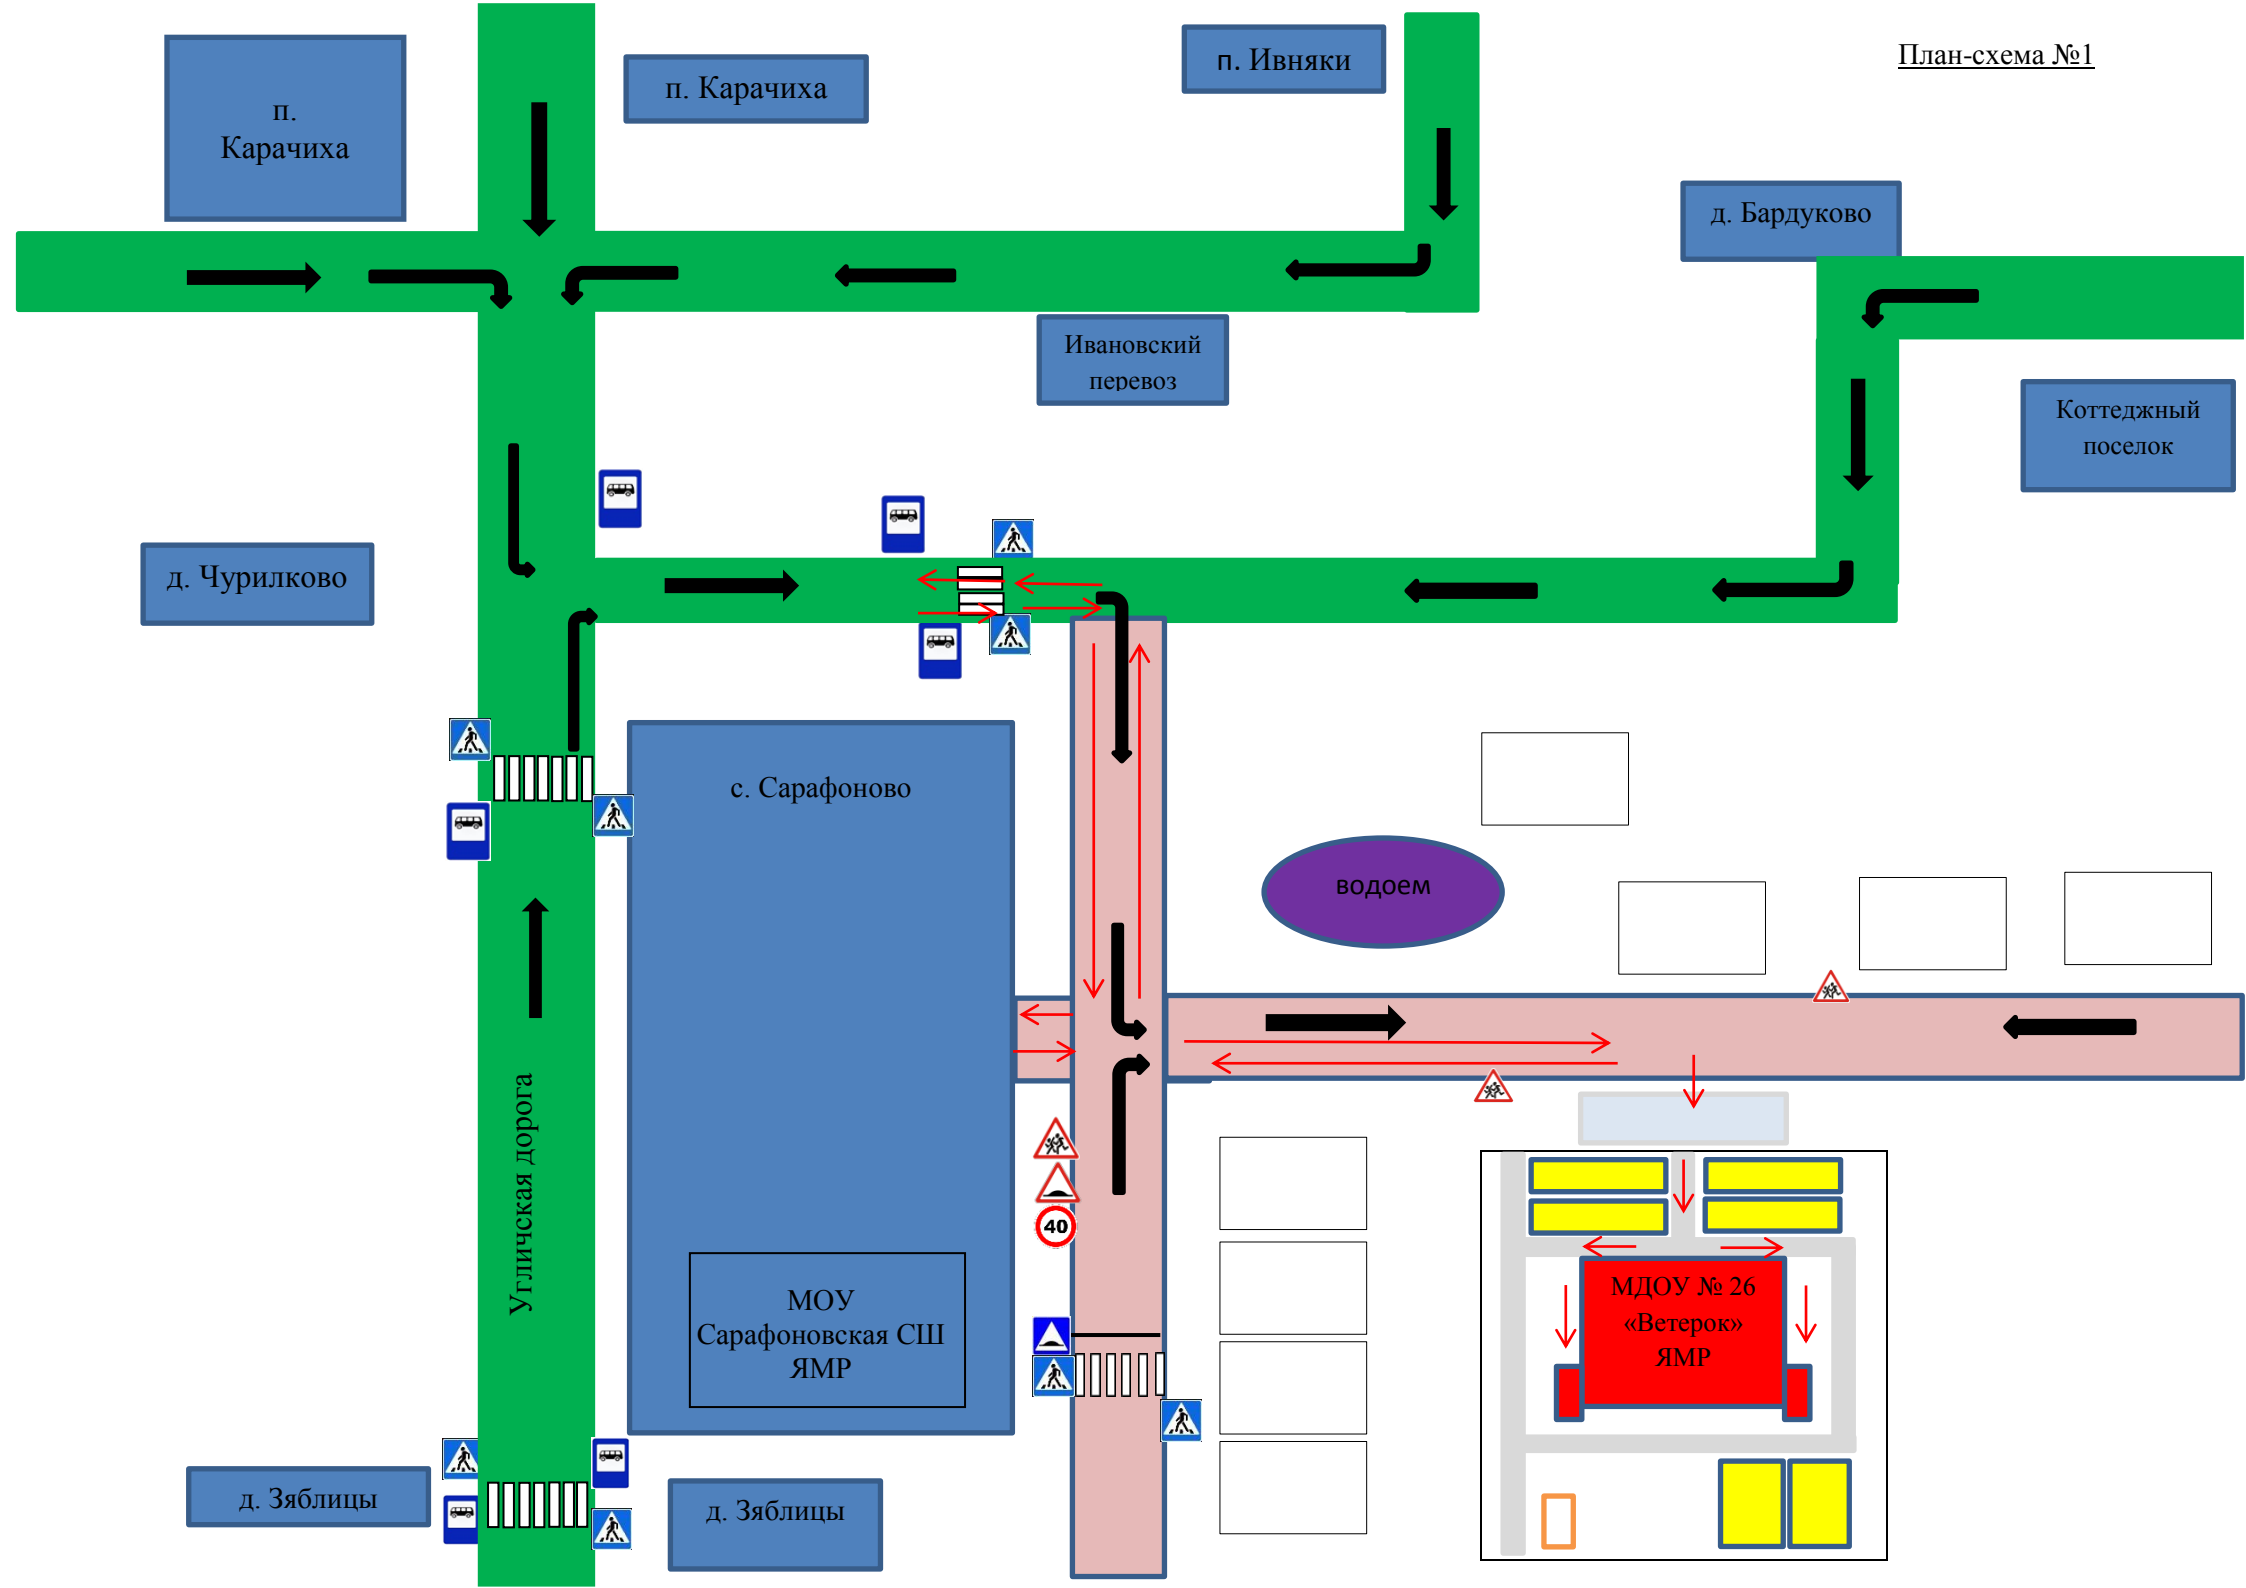 План-схема №1
п.
Карачиха
п. Карачиха
п. Ивняки
д. Бардуково
Ивановский
перевоз
Коттеджный
поселок
д. Чурилково
с. Сарафоново
водоем
Угличская дорога
40
МОУ
Сарафоновская СШ
ЯМР
МДОУ № 26
«Ветерок»
ЯМР
д. Зяблицы
д. Зяблицы